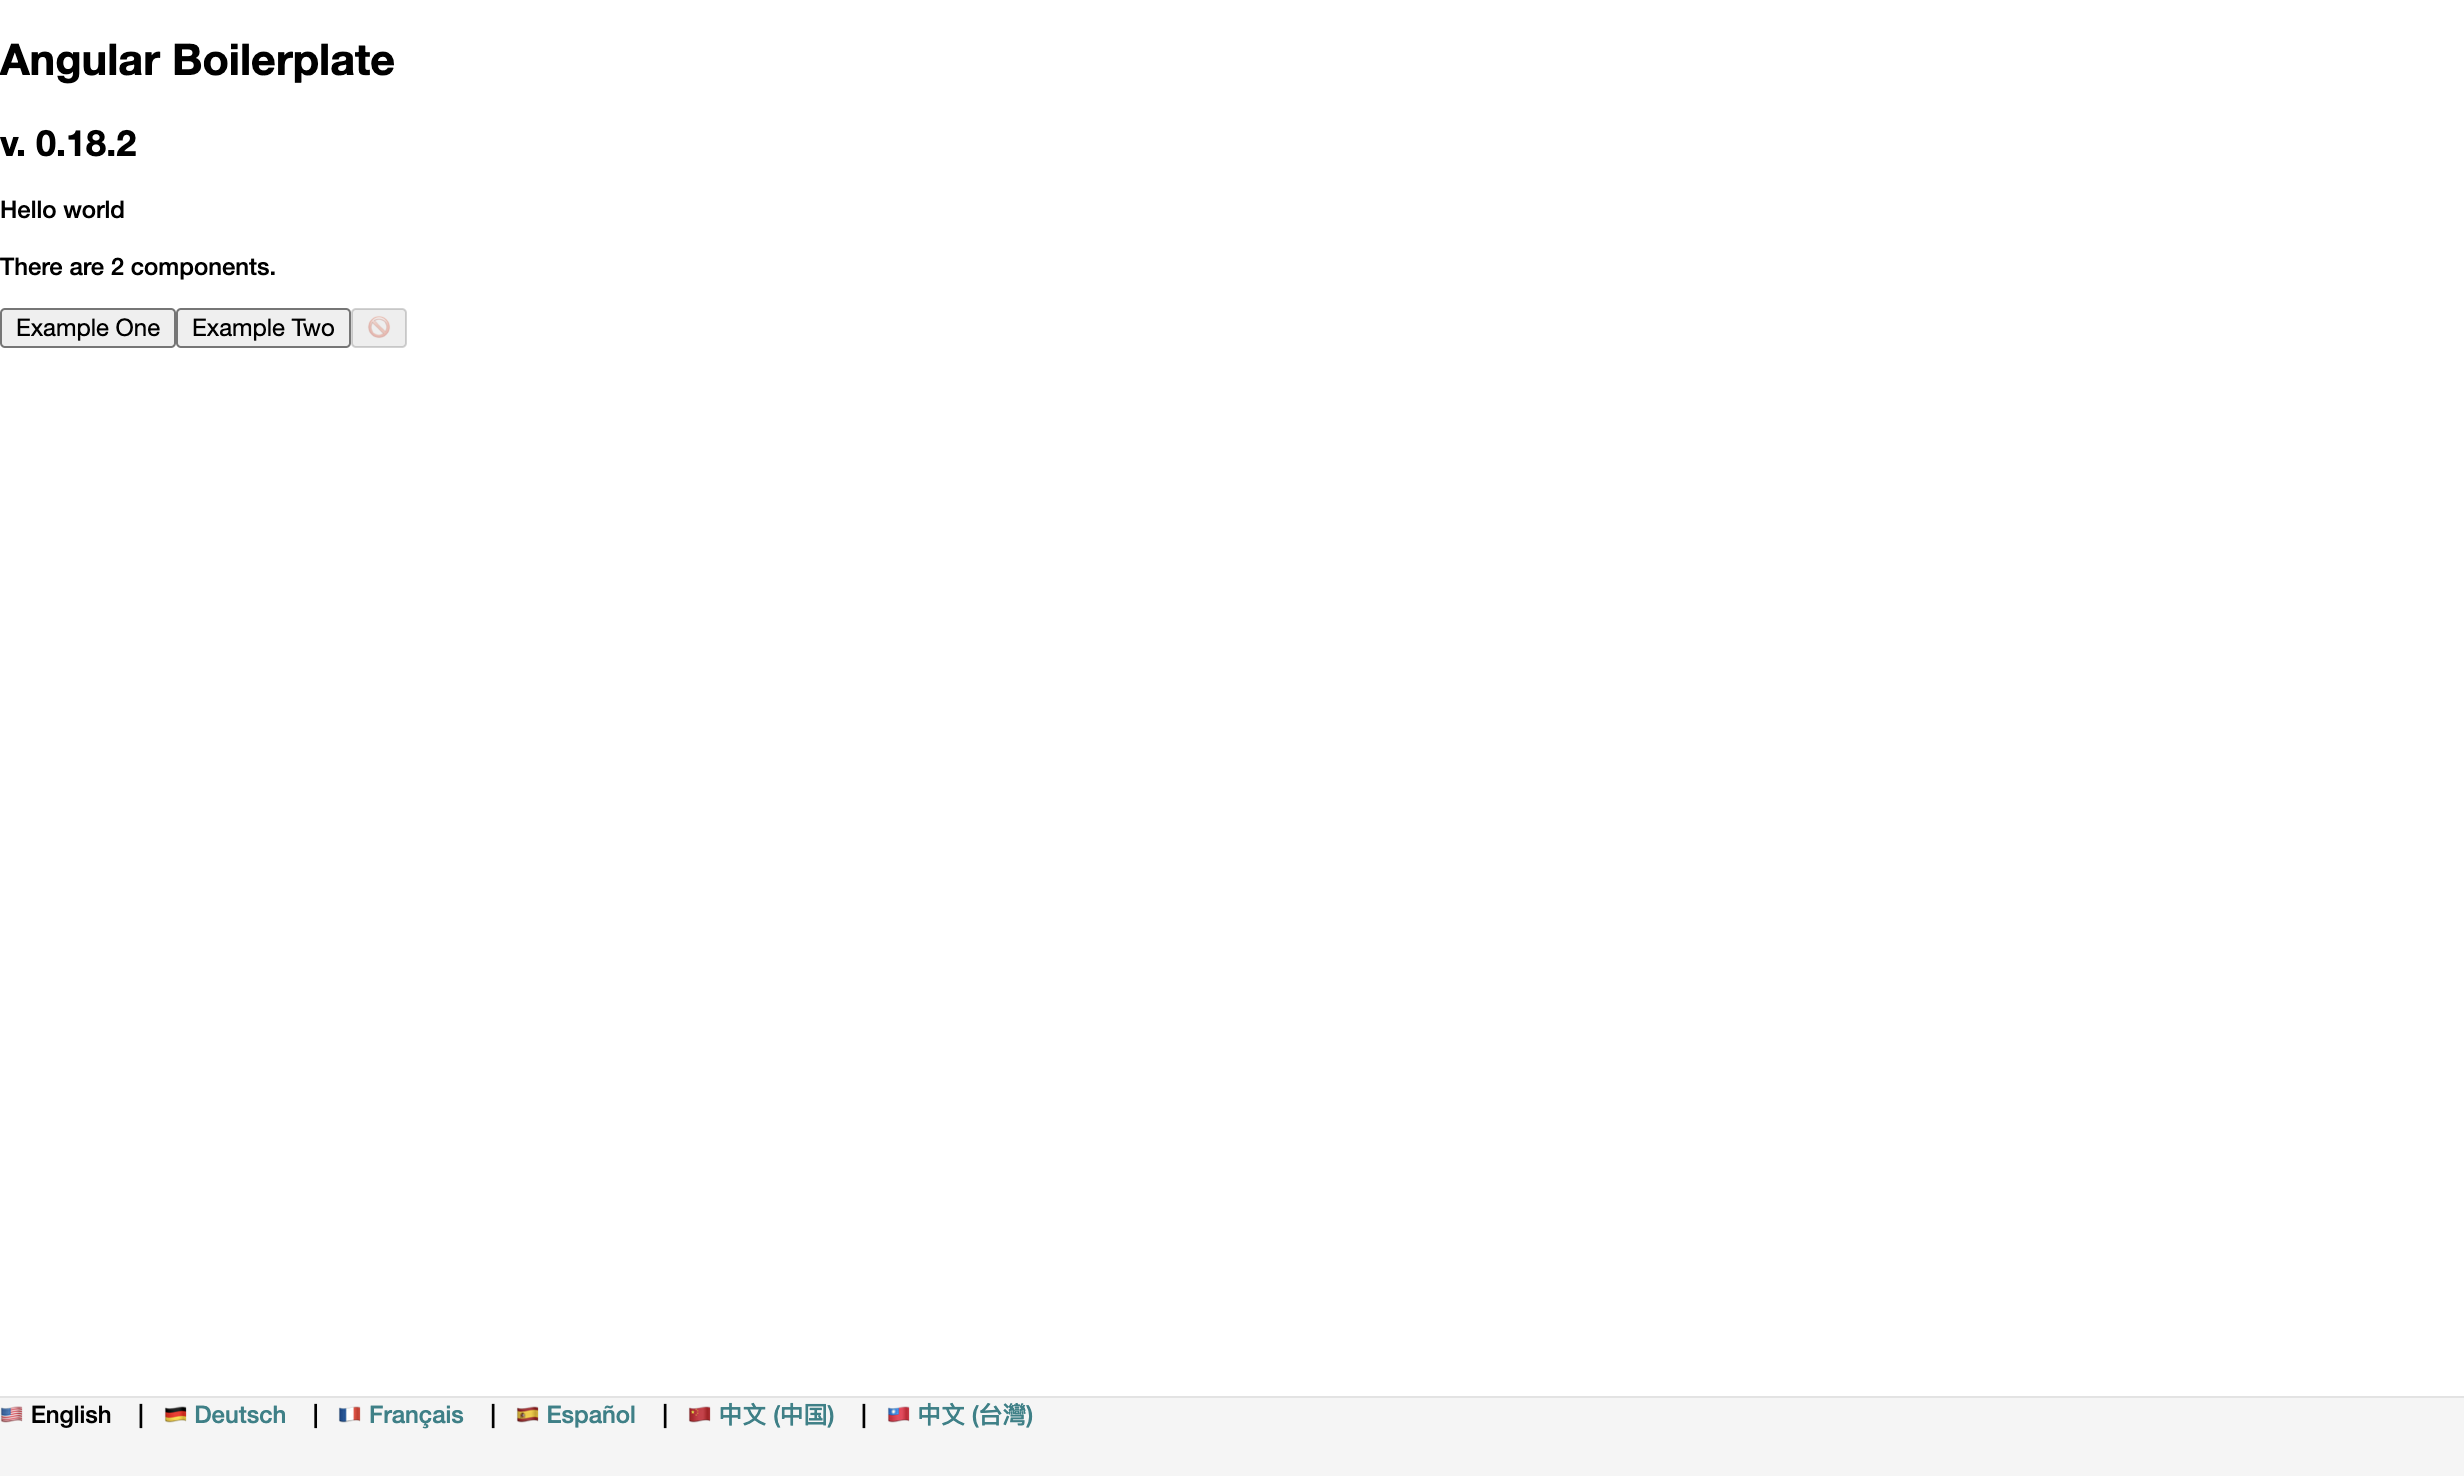 Angular Boilerplate
v. 0.18.2
Hello world
There are 2 components.
Example One Example Two 🚫
🇺🇸 English | 🇩🇪 Deutsch | 🇫🇷 Français | 🇪🇸 Español | 🇨🇳 中文 (中国) | 🇹🇼 中文 (台灣)